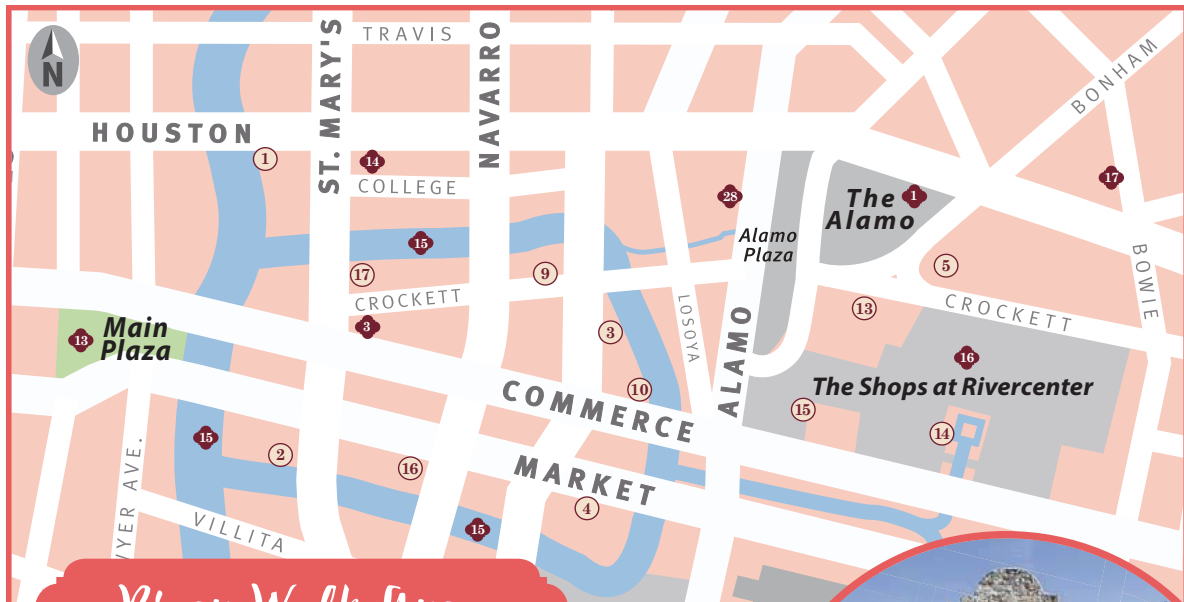 N
TRAVIS
ST. MARY'S
NAVARRO
BONHAM
HOUSTON
1
14
COLLEGE
17
28
1
The
Alamo
15
Alamo
Plaza
17
9
5
BOWIE
CROCKETT
13
CROCKETT
3
3
LOSOYA
ALAMO
13
Main
Plaza
16
The Shops at Rivercenter
10
COMMERCE
15
14
15
2
16
MARKET
4
VILLITA
15